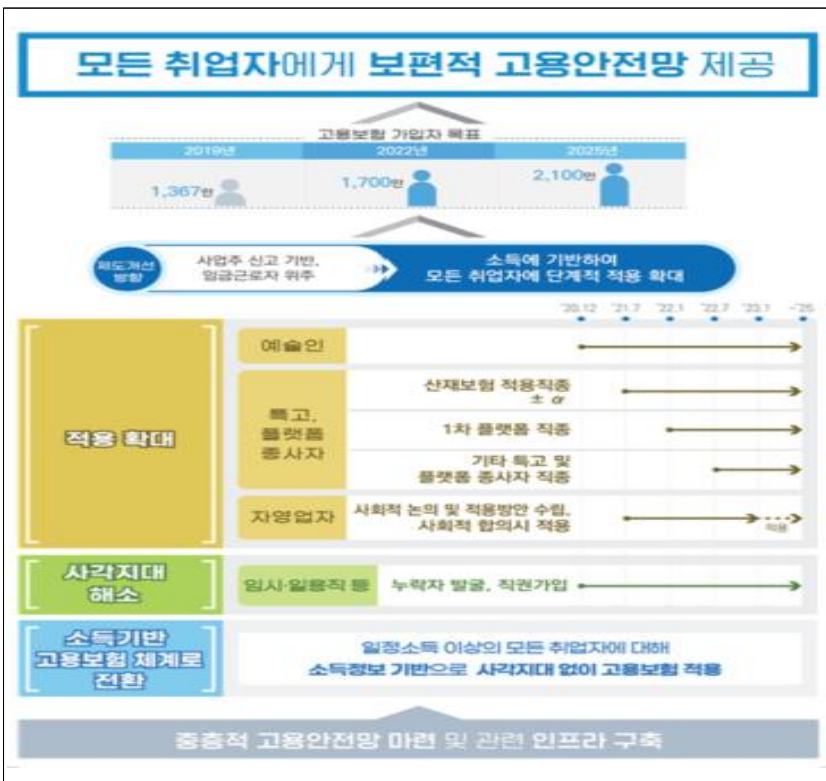 모든 취업자에게 보편적 고용안전망 제공
고용보험 가입자 목표
2019년 2022년 2025년
1,367만 1,700만 2,100만
제도개선
방향
사업주 신고 기반,
임금근로자 위주
소득에 기반하여
모든 취업자에 단계적 적용 확대
'20.12 '21.7 '22.1 '22.7 '23.1 ~'25
적용 확대
예술인
특고,
플랫폼
종사자
산재보험 적용직종
± α
1차 플랫폼 직종
기타 특고 및
플랫폼 종사자 직종
자영업자
사회적 논의 및 적용방안 수립,
사회적 합의시 적용
적용
사각지대
해소
임시·일용직 등
누락자 발굴, 직권가입
소득기반
고용보험 체계로
전환
일정소득 이상의 모든 취업자에 대해
소득정보 기반으로 사각지대 없이 고용보험 적용
중층적 고용안전망 마련 및 관련 인프라 구축